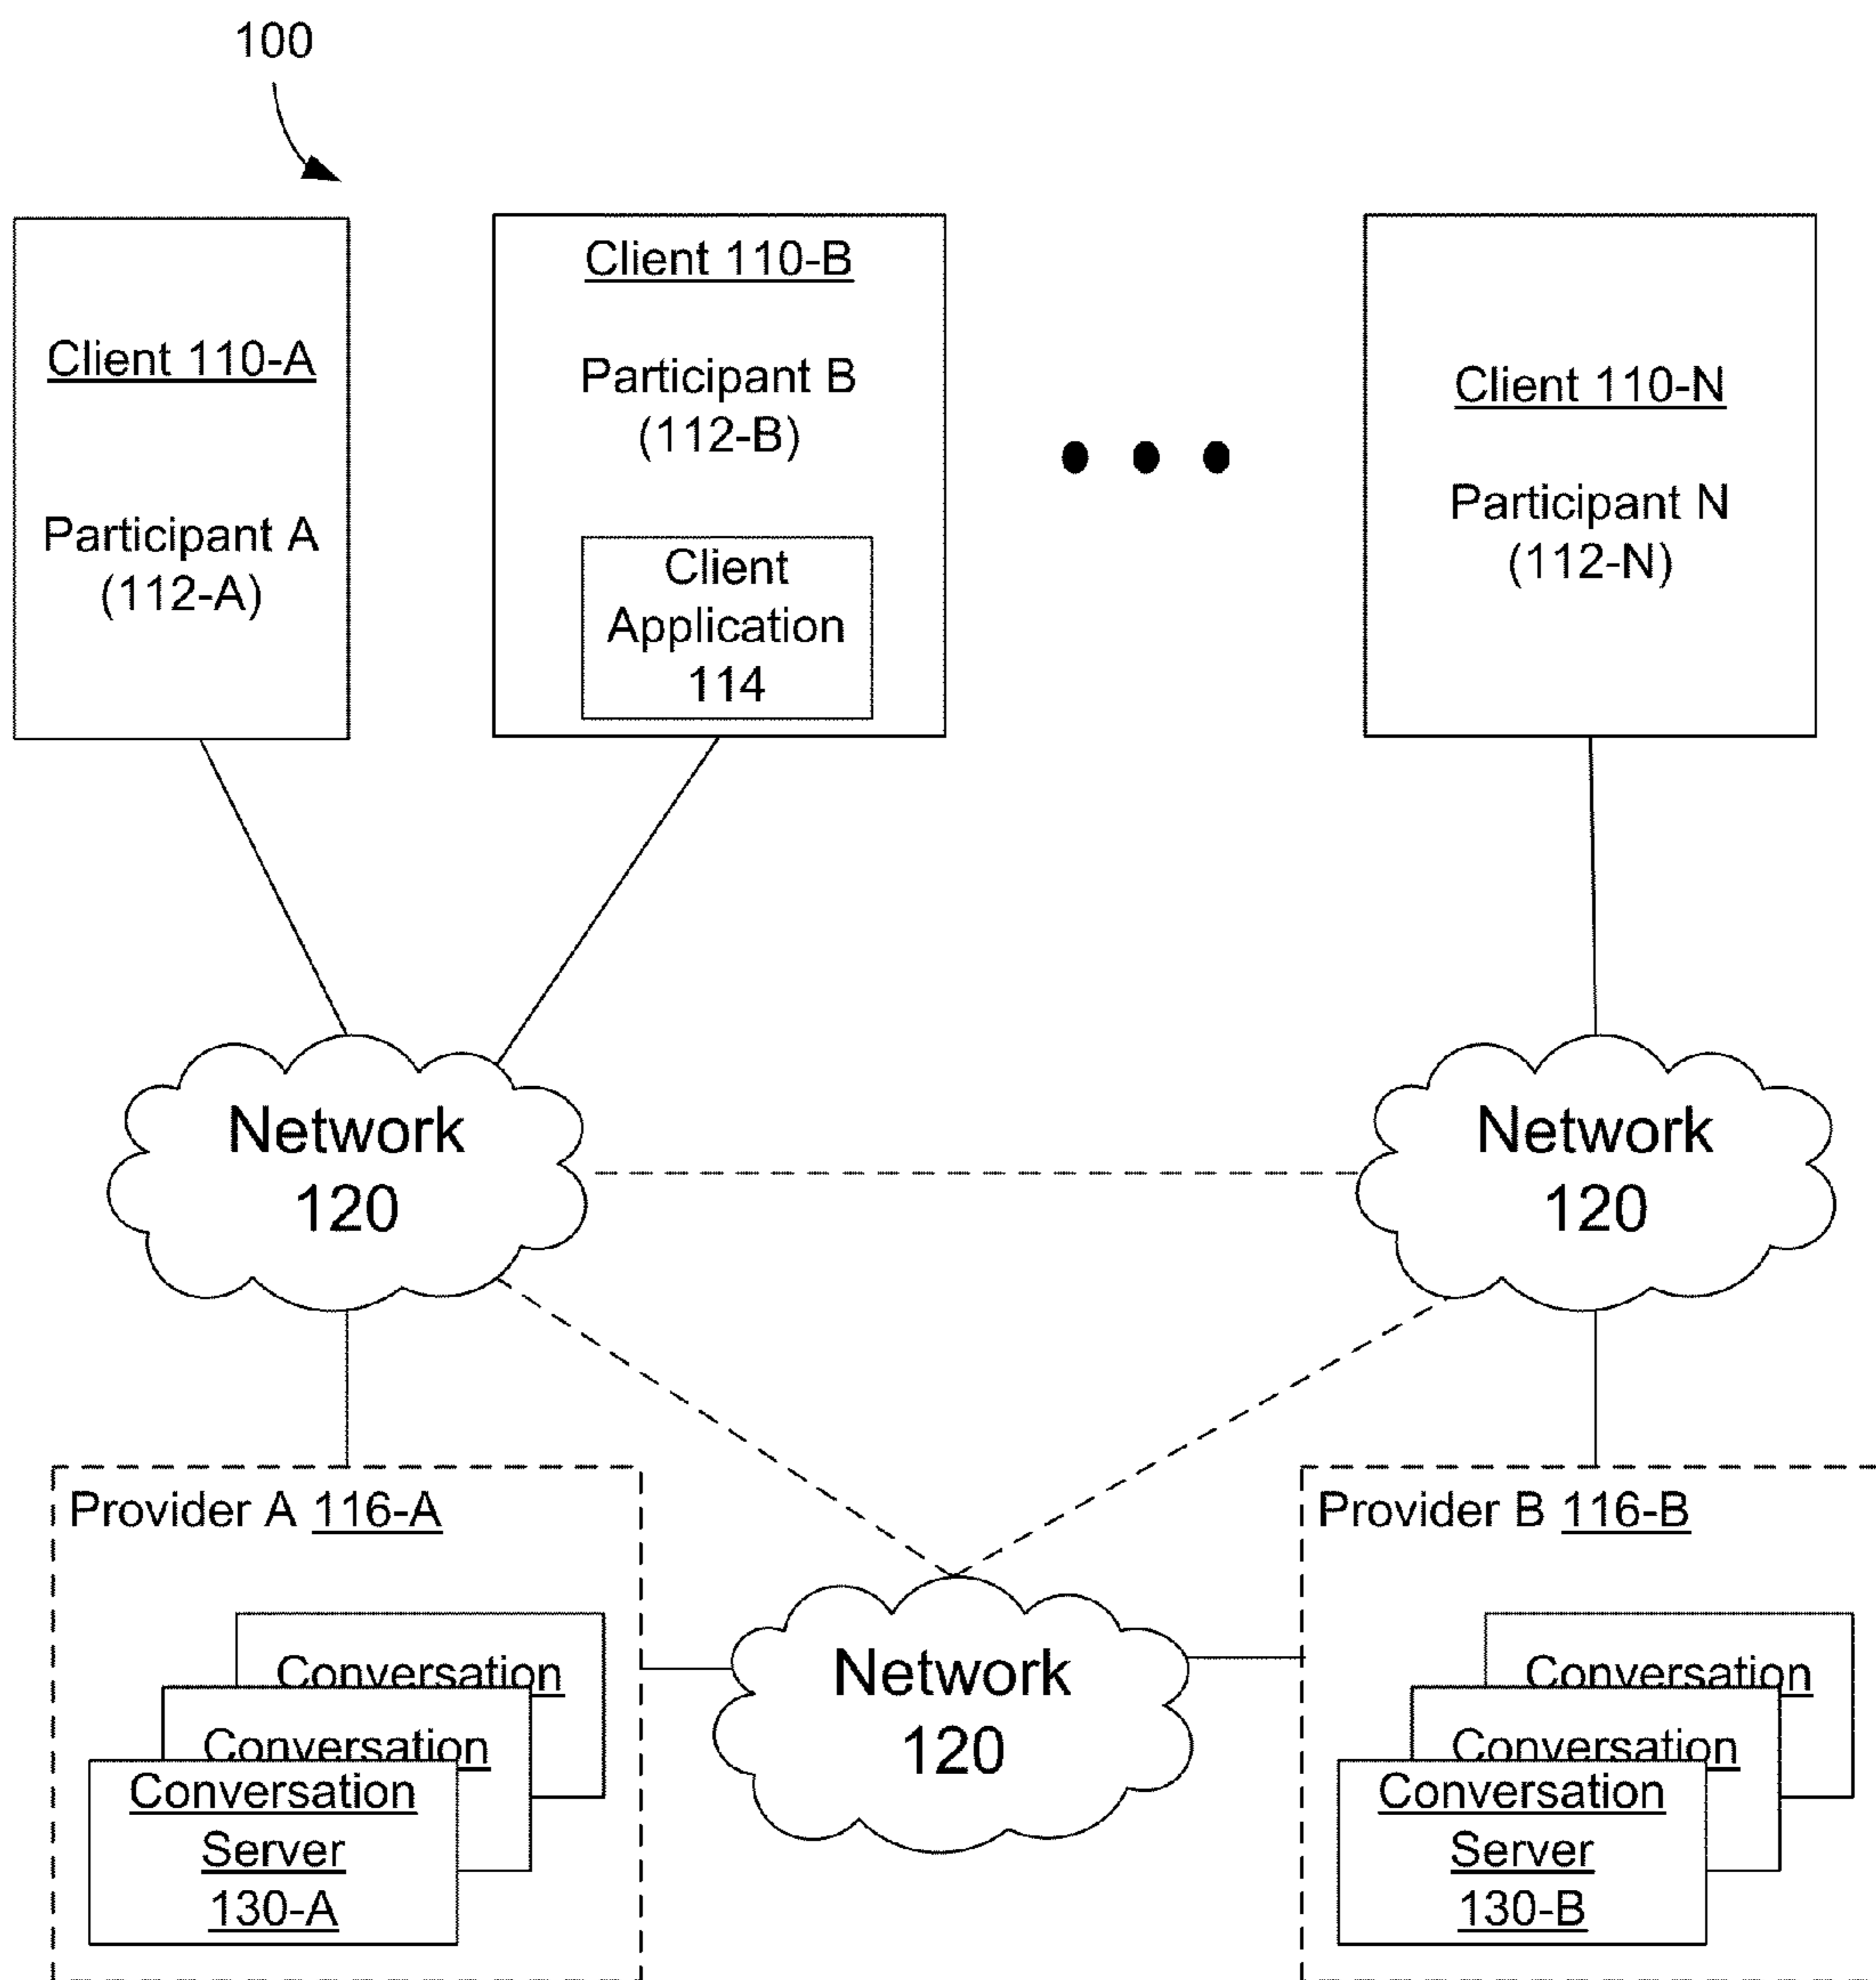 100
Client 110-A
Participant A
(112-A)
Client 110-B
Participant B
(112-B)
Client
Application
114
Client 110-N
Participant N
(112-N)
Network
120
Network
120
Provider A 116-A
Conversation
Conversation
Conversation
Server
130-A
Network
120
Provider B 116-B
Conversation
Conversation
Conversation
Server
130-B